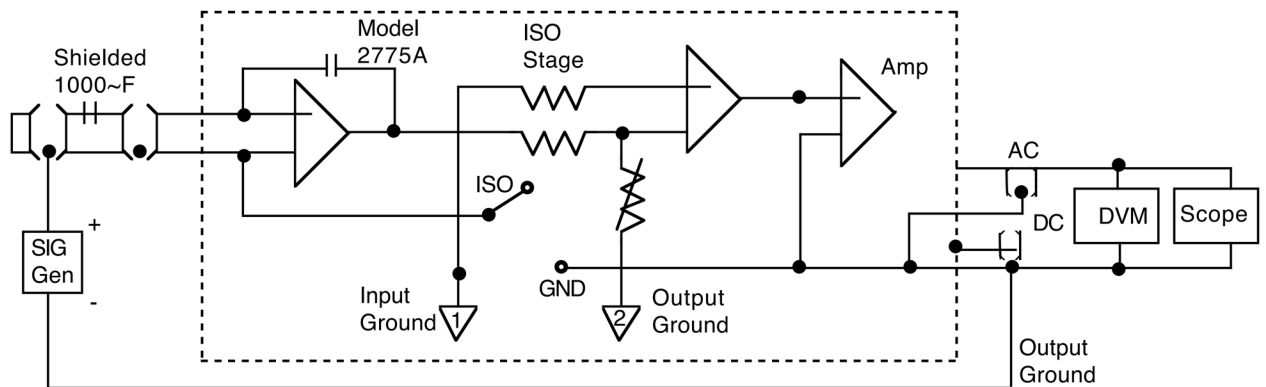 Shielded
1000~F
Model
2775A
ISO
Stage
Amp
ISO
SIG
Gen
+
-
Input
Ground
1
GND
2
Output
Ground
AC
DC
DVM
Scope
Output
Ground